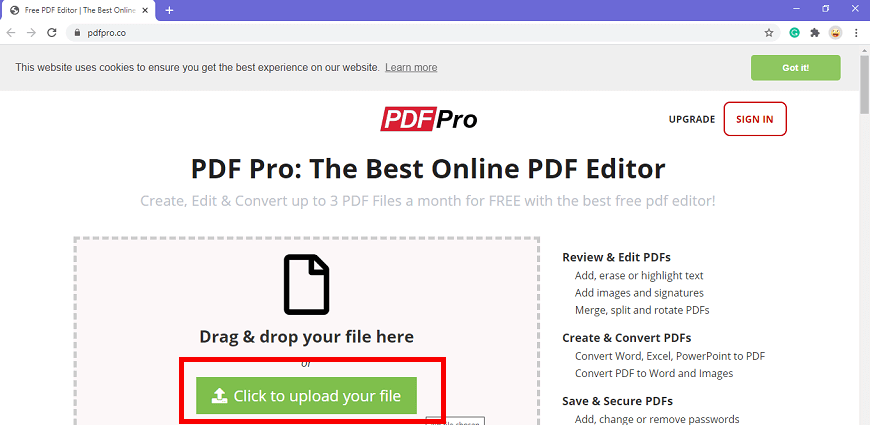 Free PDF Editor | The Best Online
pdfpro.co
This website uses cookies to ensure you get the best experience on our website. Learn more
Got it!
PDF Pro
UPGRADE
SIGN IN
PDF Pro: The Best Online PDF Editor
Create, Edit & Convert up to 3 PDF Files a month for FREE with the best free pdf editor!
Drag & drop your file here
or
Click to upload your file
file chosen
Review & Edit PDFs
Add, erase or highlight text
Add images and signatures
Merge, split and rotate PDFs
Create & Convert PDFs
Convert Word, Excel, PowerPoint to PDF
Convert PDF to Word and Images
Save & Secure PDFs
Add, change or remove passwords